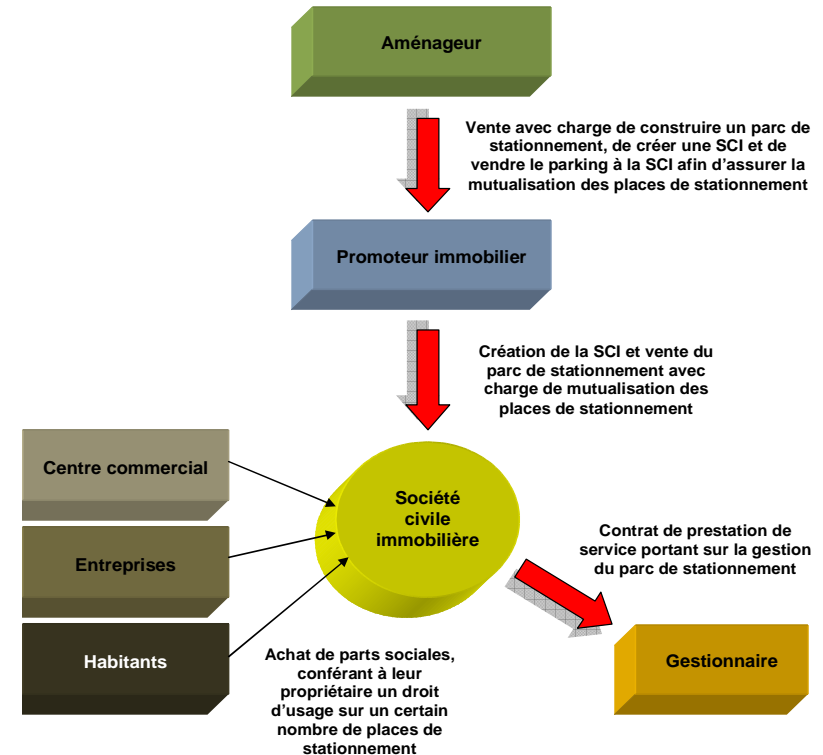 Aménageur
Vente avec charge de construire un parc de
stationnement, de créer une SCI et de
vendre le parking à la SCI afin d'assurer la
mutualisation des places de stationnement
Promoteur immobilier
Création de la SCI et vente du
parc de stationnement avec
charge de mutualisation des
places de stationnement
Centre commercial
Entreprises
Habitants
Société
civile
immobilière
Contrat de prestation de
service portant sur la gestion
du parc de stationnement
Achat de parts sociales,
conférant à leur
propriétaire un droit
d'usage sur un certain
nombre de places de
stationnement
Gestionnaire